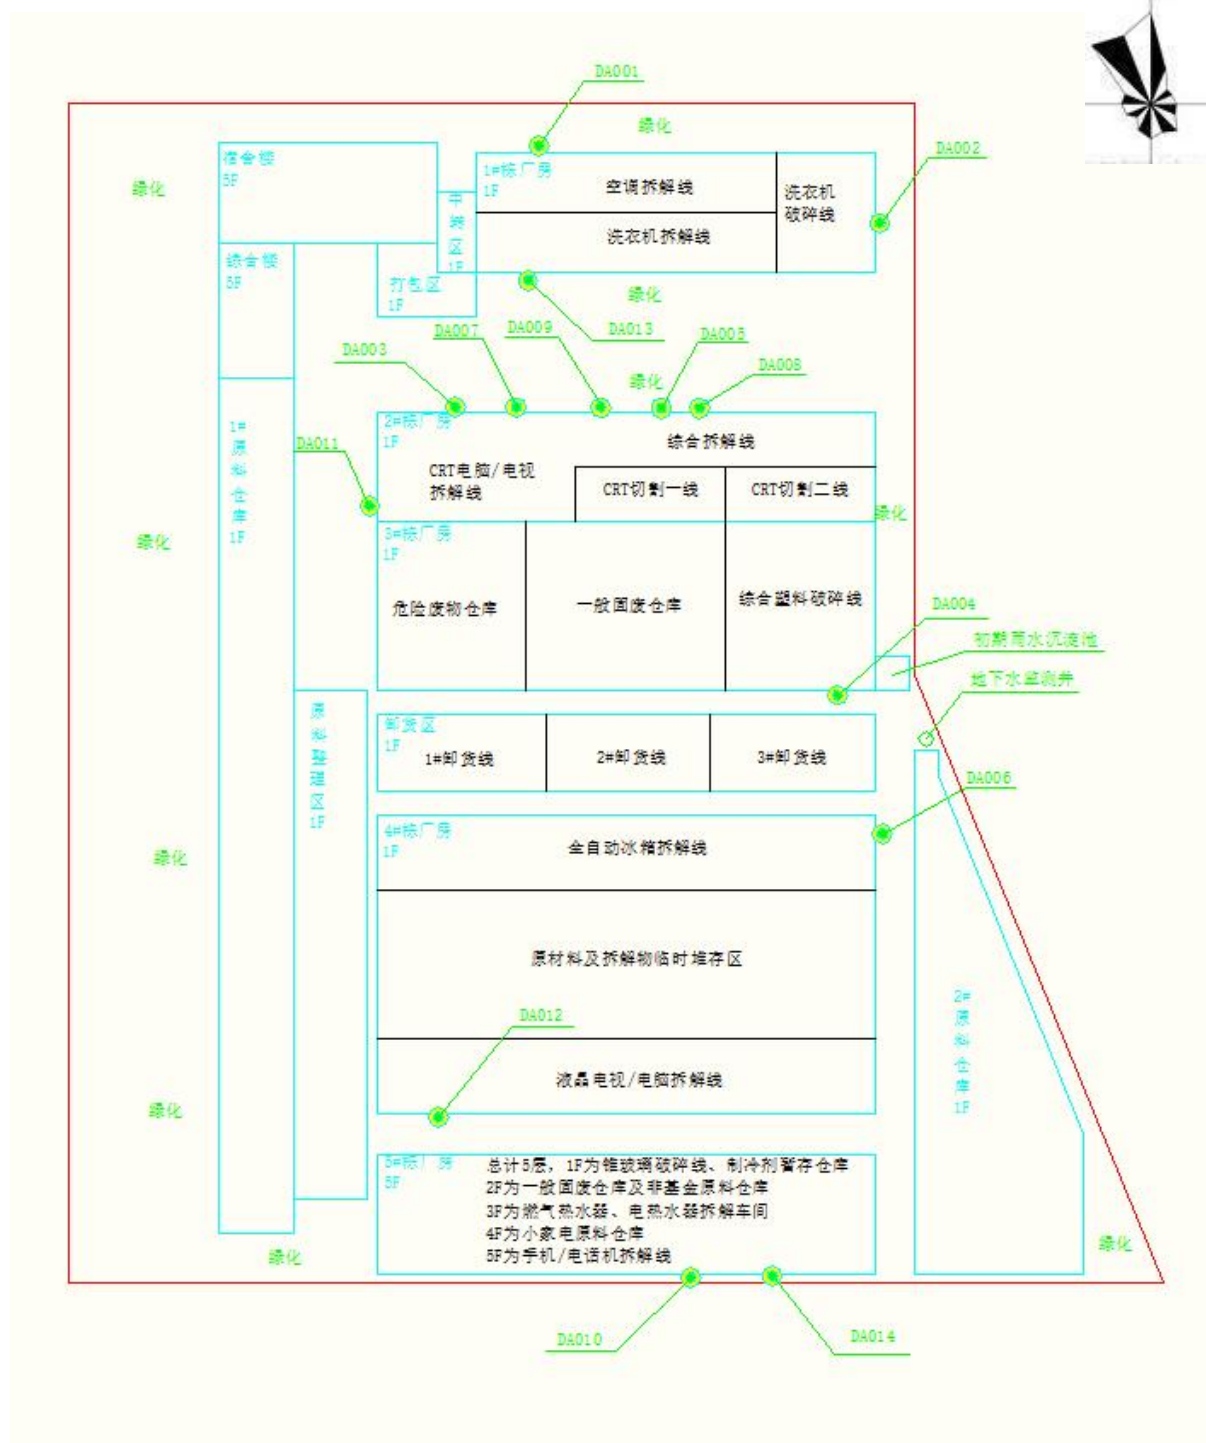 DA001
绿化
DA002
宿舍楼
5F
绿化
1#栋厂房
1F
空调拆解线
洗衣机
破碎线
中转区
1F
洗衣机拆解线
综合楼
5F
打包区
1F
绿化
DA013
DA007
DA009
DA005
DA003
DA008
绿化
2#栋厂房
1F
综合拆解线
1#原料仓库1F
DA011
CRT电脑/电视
拆解线
CRT切割一线
CRT切割二线
绿化
绿化
3#栋厂房
1F
危险废物仓库
一般固废仓库
综合塑料破碎线
DA004
初期雨水沉淀池
地下水监测井
原料整理区1F
卸货区
1F
1#卸货线
2#卸货线
3#卸货线
DA006
4#栋厂房
1F
全自动冰箱拆解线
绿化
原材料及拆解物临时堆存区
2#原料仓库1F
DA012
液晶电视/电脑拆解线
绿化
5#栋厂房
5F
总计5层，1F为锥玻璃破碎线、制冷剂暂存仓库
2F为一般固废仓库及非基金原料仓库
3F为燃气热水器、电热水器拆解车间
4F为小家电原料仓库
5F为手机/电话机拆解线
绿化
绿化
DA010
DA014